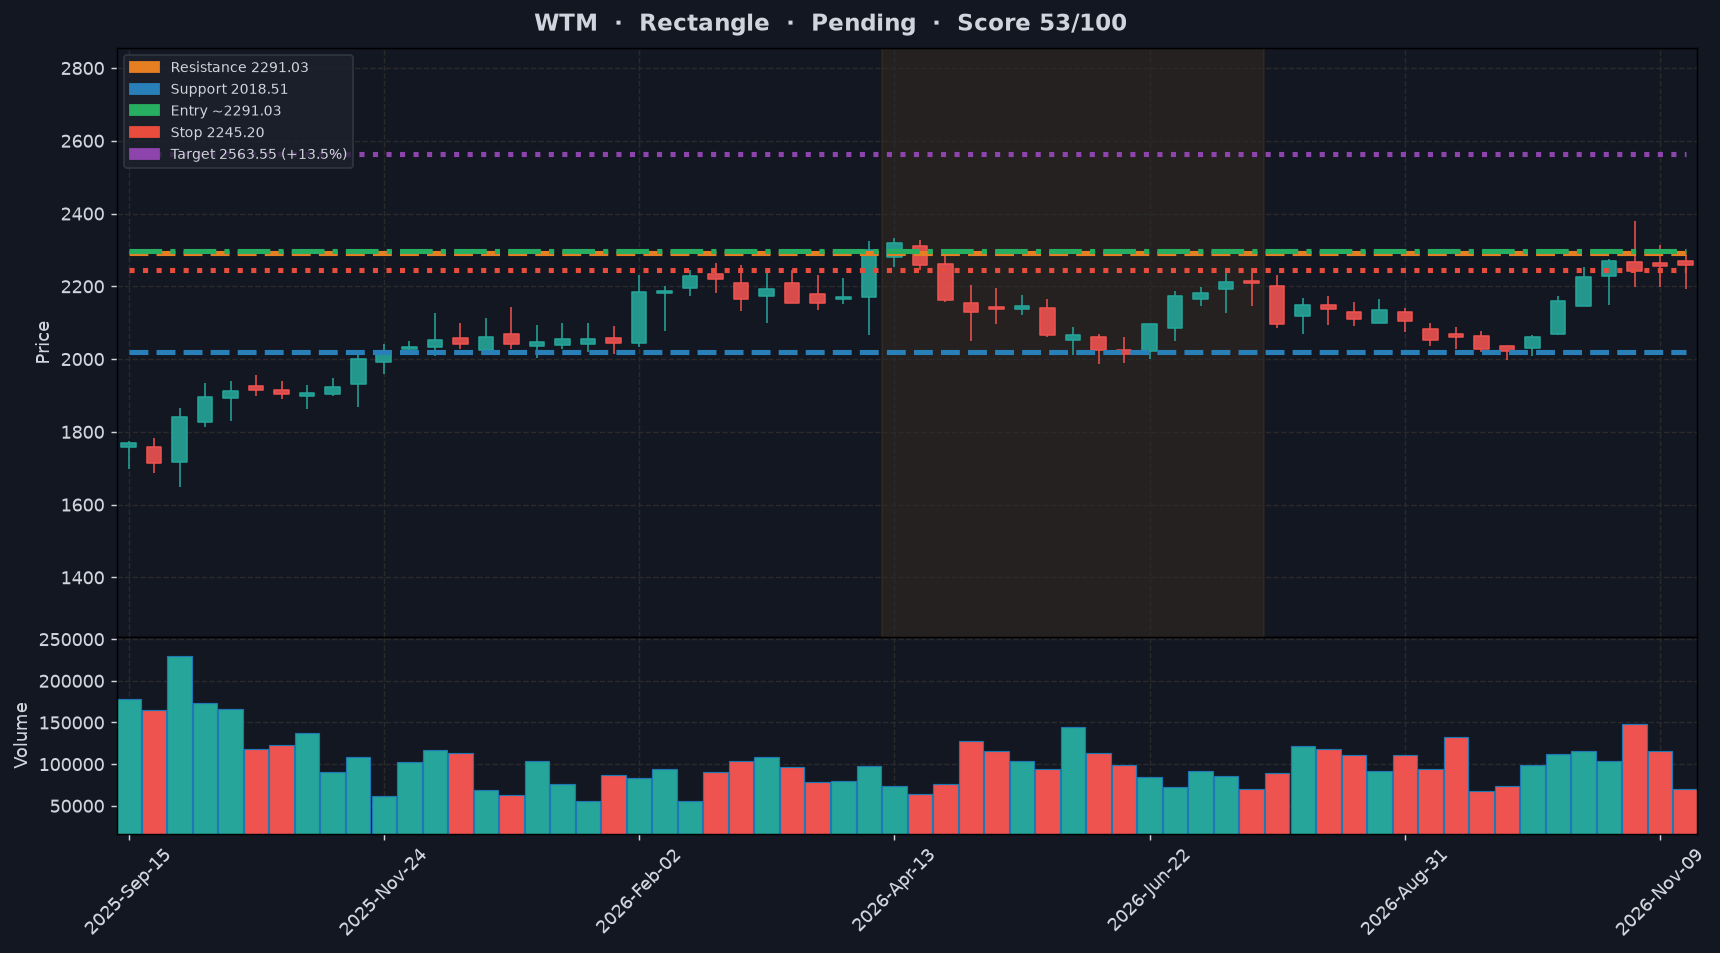 WTM · Rectangle · Pending · Score 53/100
Resistance 2291.03
Support 2018.51
Entry ~2291.03
Stop 2245.20
Target 2563.55 (+13.5%)
Price
2800
2600
2400
2200
2000
1800
1600
1400
Volume
250000
200000
150000
100000
50000
2025-Sep-15
2025-Nov-24
2026-Feb-02
2026-Apr-13
2026-Jun-22
2026-Aug-31
2026-Nov-09